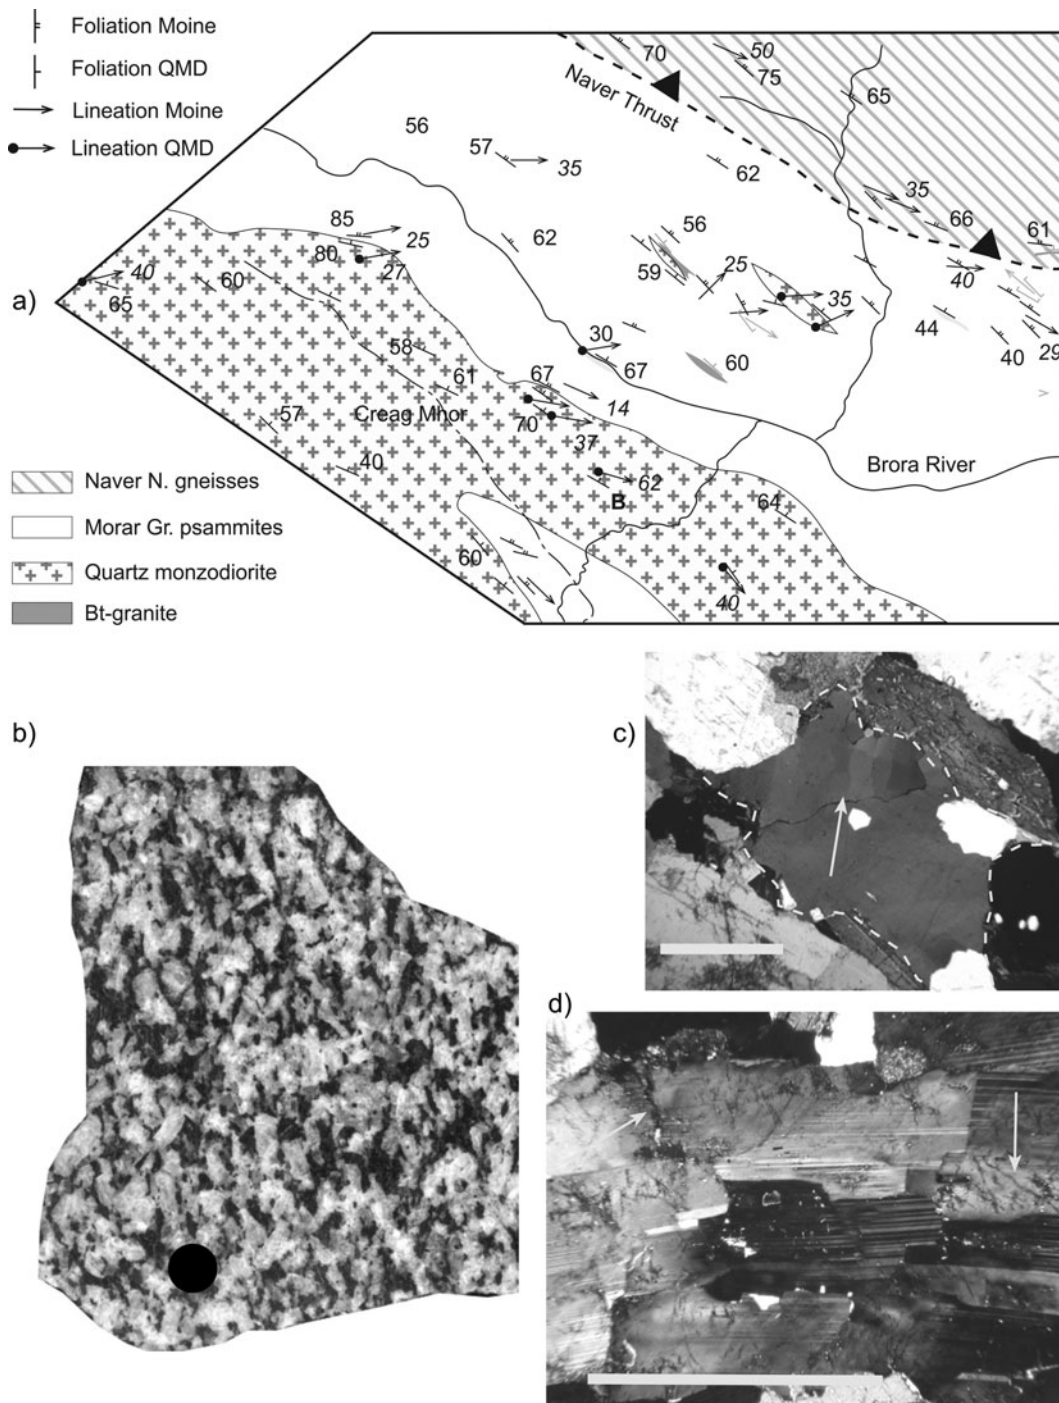 Foliation Moine
Foliation QMD
Lineation Moine
Lineation QMD
70
50
75
Naver Thrust
65
56
57
35
62
35
66
61
85
25
62
56
80
27
40
60
65
59
25
35
40
a)
44
58
30
67
60
40
29
61
67
14
57
Creag Mhor
70
37
40
62
B
64
Brora River
60
40
Naver N. gneisses
Morar Gr. psammites
Quartz monzodiorite
Bt-granite
b)
c)
d)